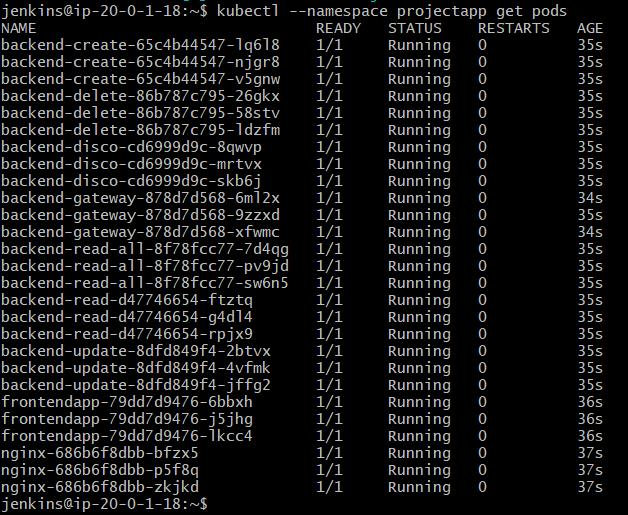 jenkins@ip-20-0-1-18:~$ kubectl --namespace projectapp get pods
NAME READY STATUS RESTARTS AGE
backend-create-65c4b44547-lq6l8 1/1 Running 0 35s
backend-create-65c4b44547-njgr8 1/1 Running 0 35s
backend-create-65c4b44547-v5gnw 1/1 Running 0 35s
backend-delete-86b787c795-26gkx 1/1 Running 0 35s
backend-delete-86b787c795-58stv 1/1 Running 0 35s
backend-delete-86b787c795-ldzfm 1/1 Running 0 35s
backend-disco-cd6999d9c-8qwvp 1/1 Running 0 35s
backend-disco-cd6999d9c-mrtvx 1/1 Running 0 35s
backend-disco-cd6999d9c-skb6j 1/1 Running 0 35s
backend-gateway-878d7d568-6ml2x 1/1 Running 0 34s
backend-gateway-878d7d568-9zzxd 1/1 Running 0 35s
backend-gateway-878d7d568-xfwmc 1/1 Running 0 34s
backend-read-all-8f78fcc77-7d4qg 1/1 Running 0 35s
backend-read-all-8f78fcc77-pv9jd 1/1 Running 0 35s
backend-read-all-8f78fcc77-sw6n5 1/1 Running 0 35s
backend-read-d47746654-ftztq 1/1 Running 0 35s
backend-read-d47746654-g4dl4 1/1 Running 0 35s
backend-read-d47746654-rpjx9 1/1 Running 0 35s
backend-update-8dfd849f4-2btvx 1/1 Running 0 35s
backend-update-8dfd849f4-4vfmk 1/1 Running 0 35s
backend-update-8dfd849f4-jffg2 1/1 Running 0 35s
frontendapp-79dd7d9476-6bbxh 1/1 Running 0 36s
frontendapp-79dd7d9476-j5jhg 1/1 Running 0 36s
frontendapp-79dd7d9476-lkcc4 1/1 Running 0 36s
nginx-686b6f8dbb-bfzx5 1/1 Running 0 37s
nginx-686b6f8dbb-p5f8q 1/1 Running 0 37s
nginx-686b6f8dbb-zkjkd 1/1 Running 0 37s
jenkins@ip-20-0-1-18:~$